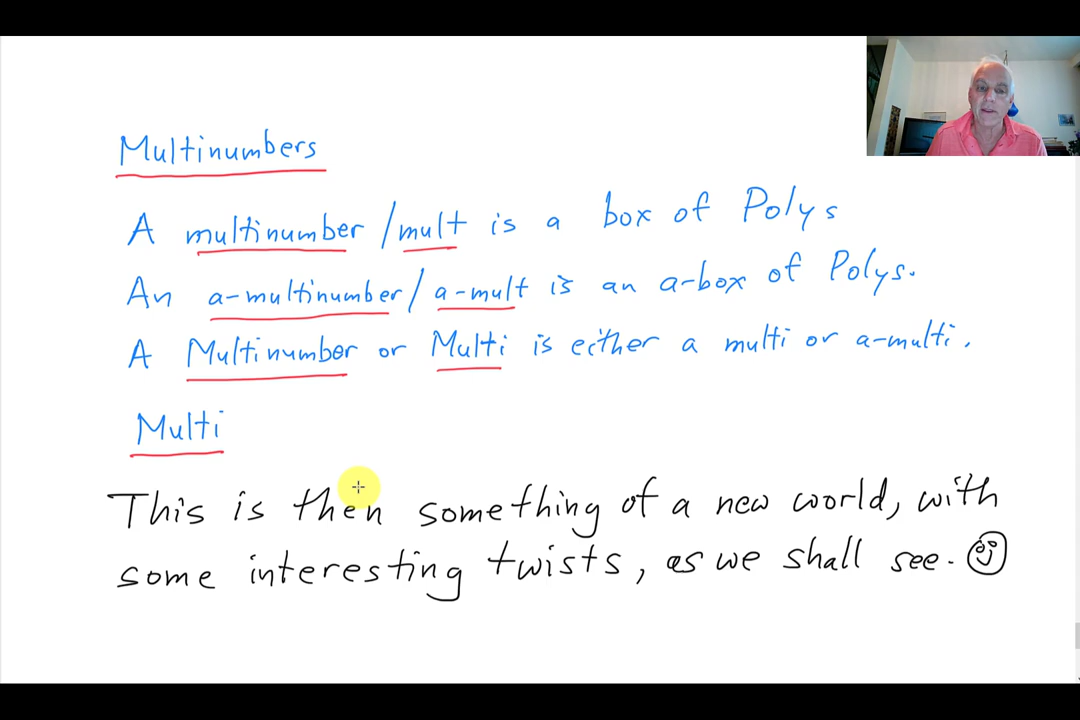 Multinumbers
A multinumber/mult is a box of Polys
An a-multinumber/a-mult is an a-box of Polys.
A Multinumber or Multi is either a multi or a-multi.
Multi
This is then something of a new world, with
some interesting twists, as we shall see.